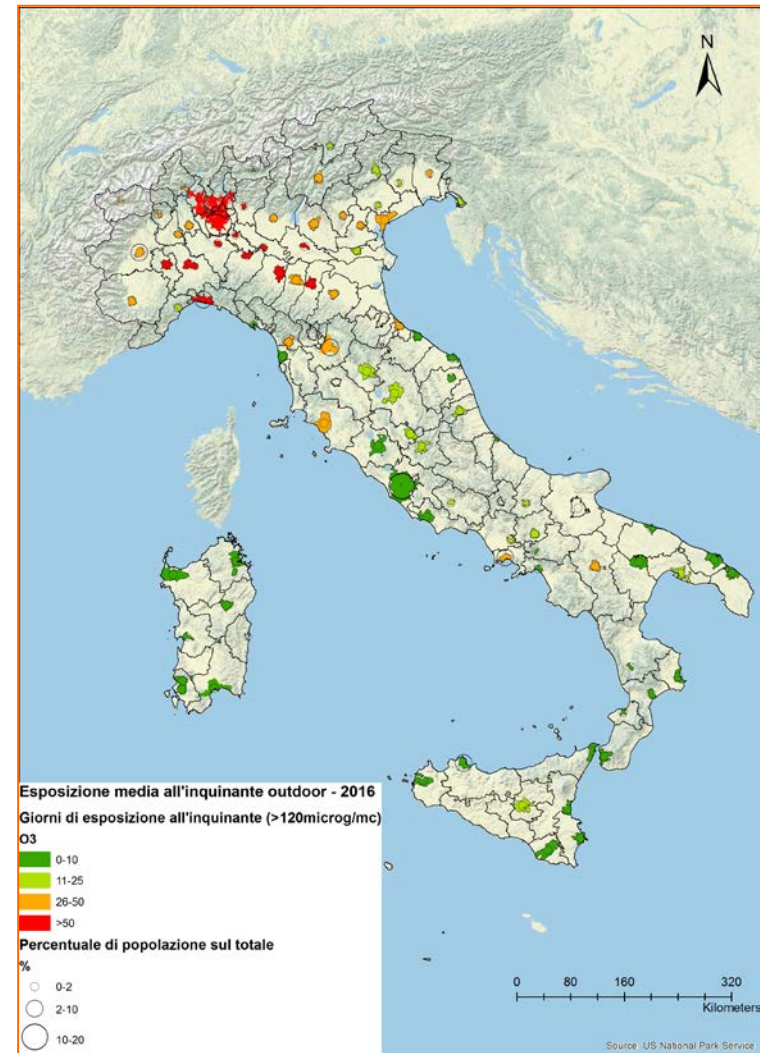 N
Esposizione media all'inquinante outdoor - 2016
Giorni di esposizione all'inquinante (>120microg/mc)
O3
0-10
11-25
26-50
>50
Percentuale di popolazione sul totale
%
0-2
2-10
10-20
0 80 160 320
Kilometers
Source: US National Park Service